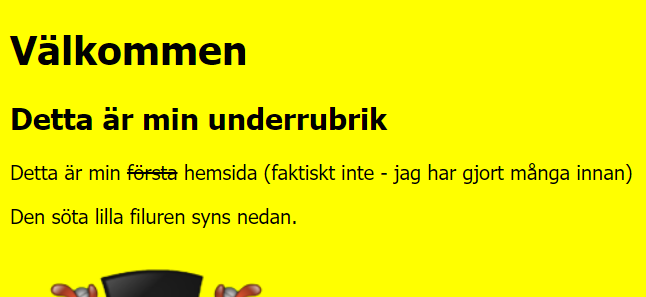 Välkommen
Detta är min underrubrik
Detta är min första hemsida (faktiskt inte - jag har gjort många innan)
Den söta lilla filuren syns nedan.